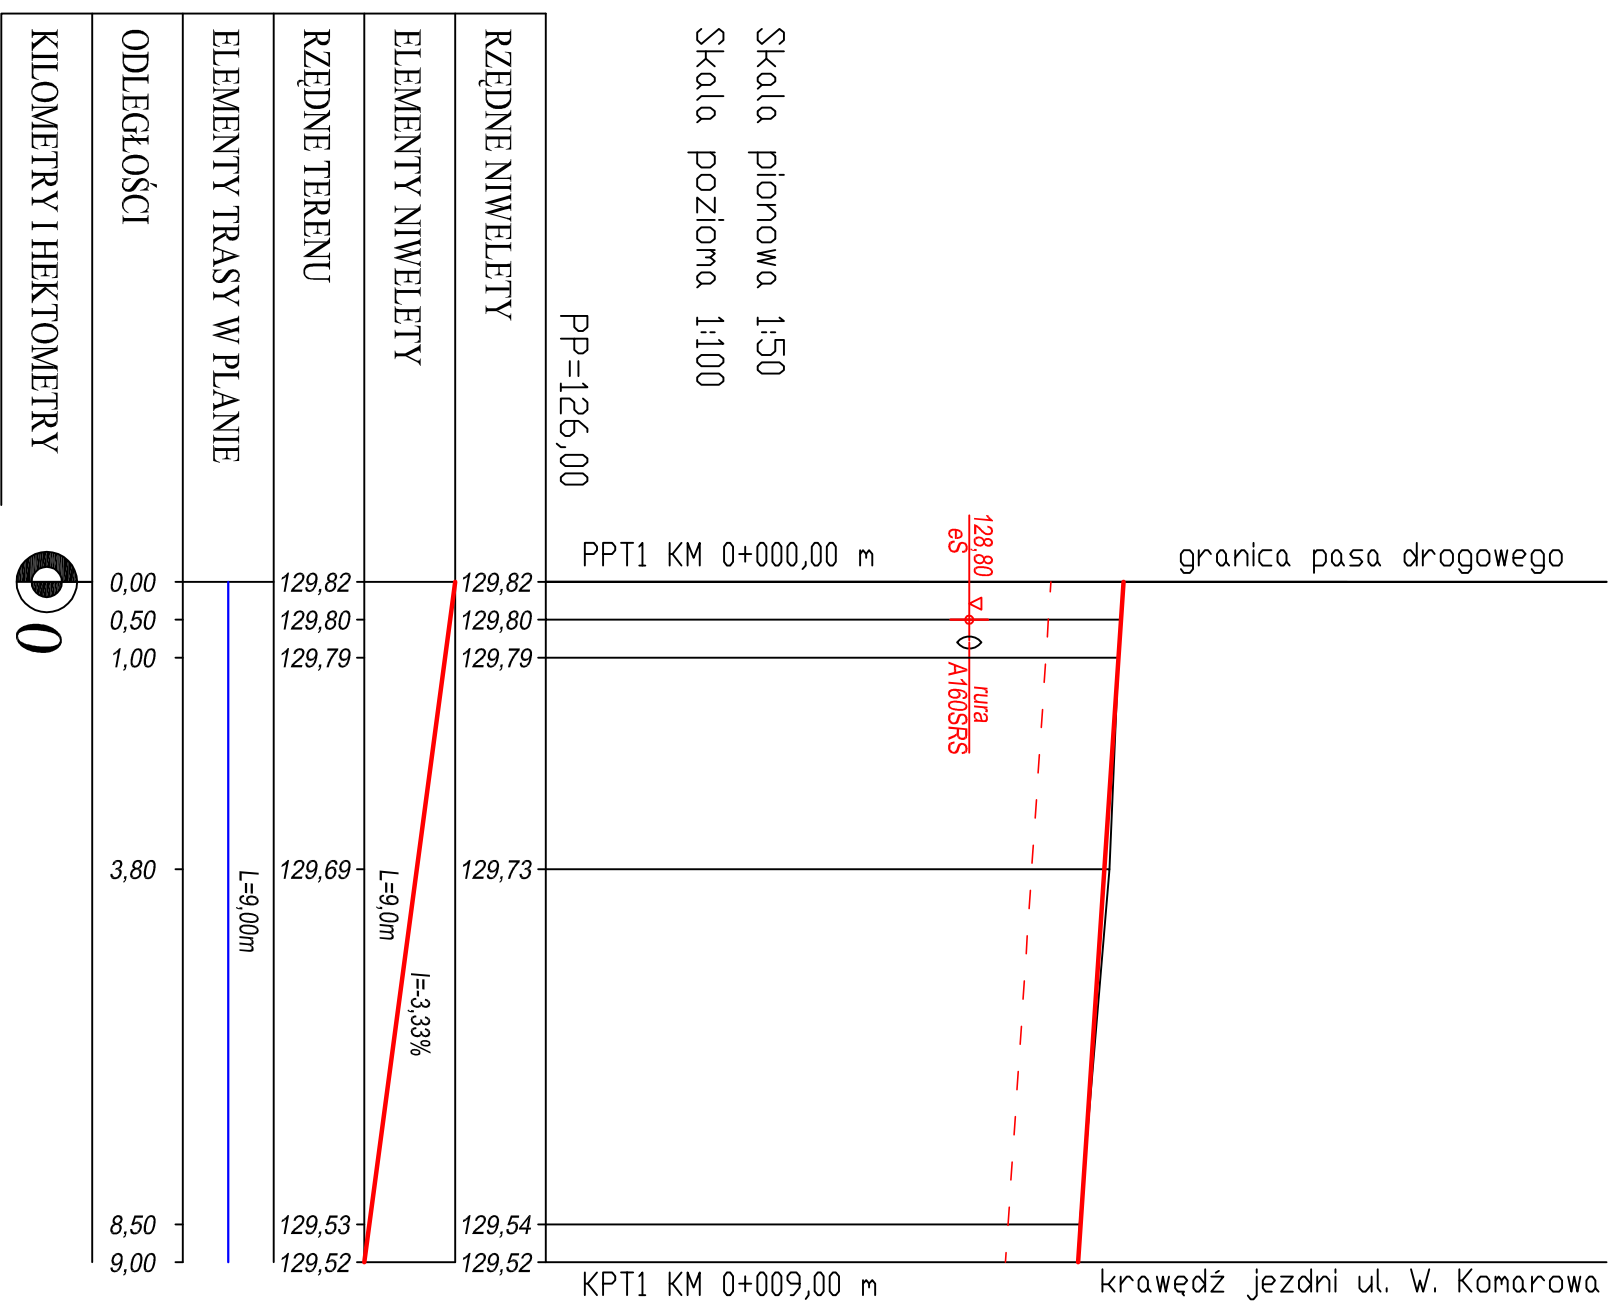 Skala pionowa 1:50
Skala pozioma 1:100
PP=126,00
RZĘDNE NIWELETY
ELEMENTY NIWELETY
RZĘDNE TERENU
ELEMENTY TRASY W PLANIE
ODLEGŁOŚCI
KILOMETRY I HEKTOMETRY
granica pasa drogowego
PPT1 KM 0+000,00 m
128,80
eS
rura
A160SRS
0,00 129,82 129,82
0,50 129,80 129,80
1,00 129,79 129,79
3,80 129,69 129,73
8,50 129,53 129,54
9,00 129,52 129,52
L=9,00m
L=9,0m
I=-3,33%
0
KPT1 KM 0+009,00 m
krawędź jezdni ul. W. Komarowa